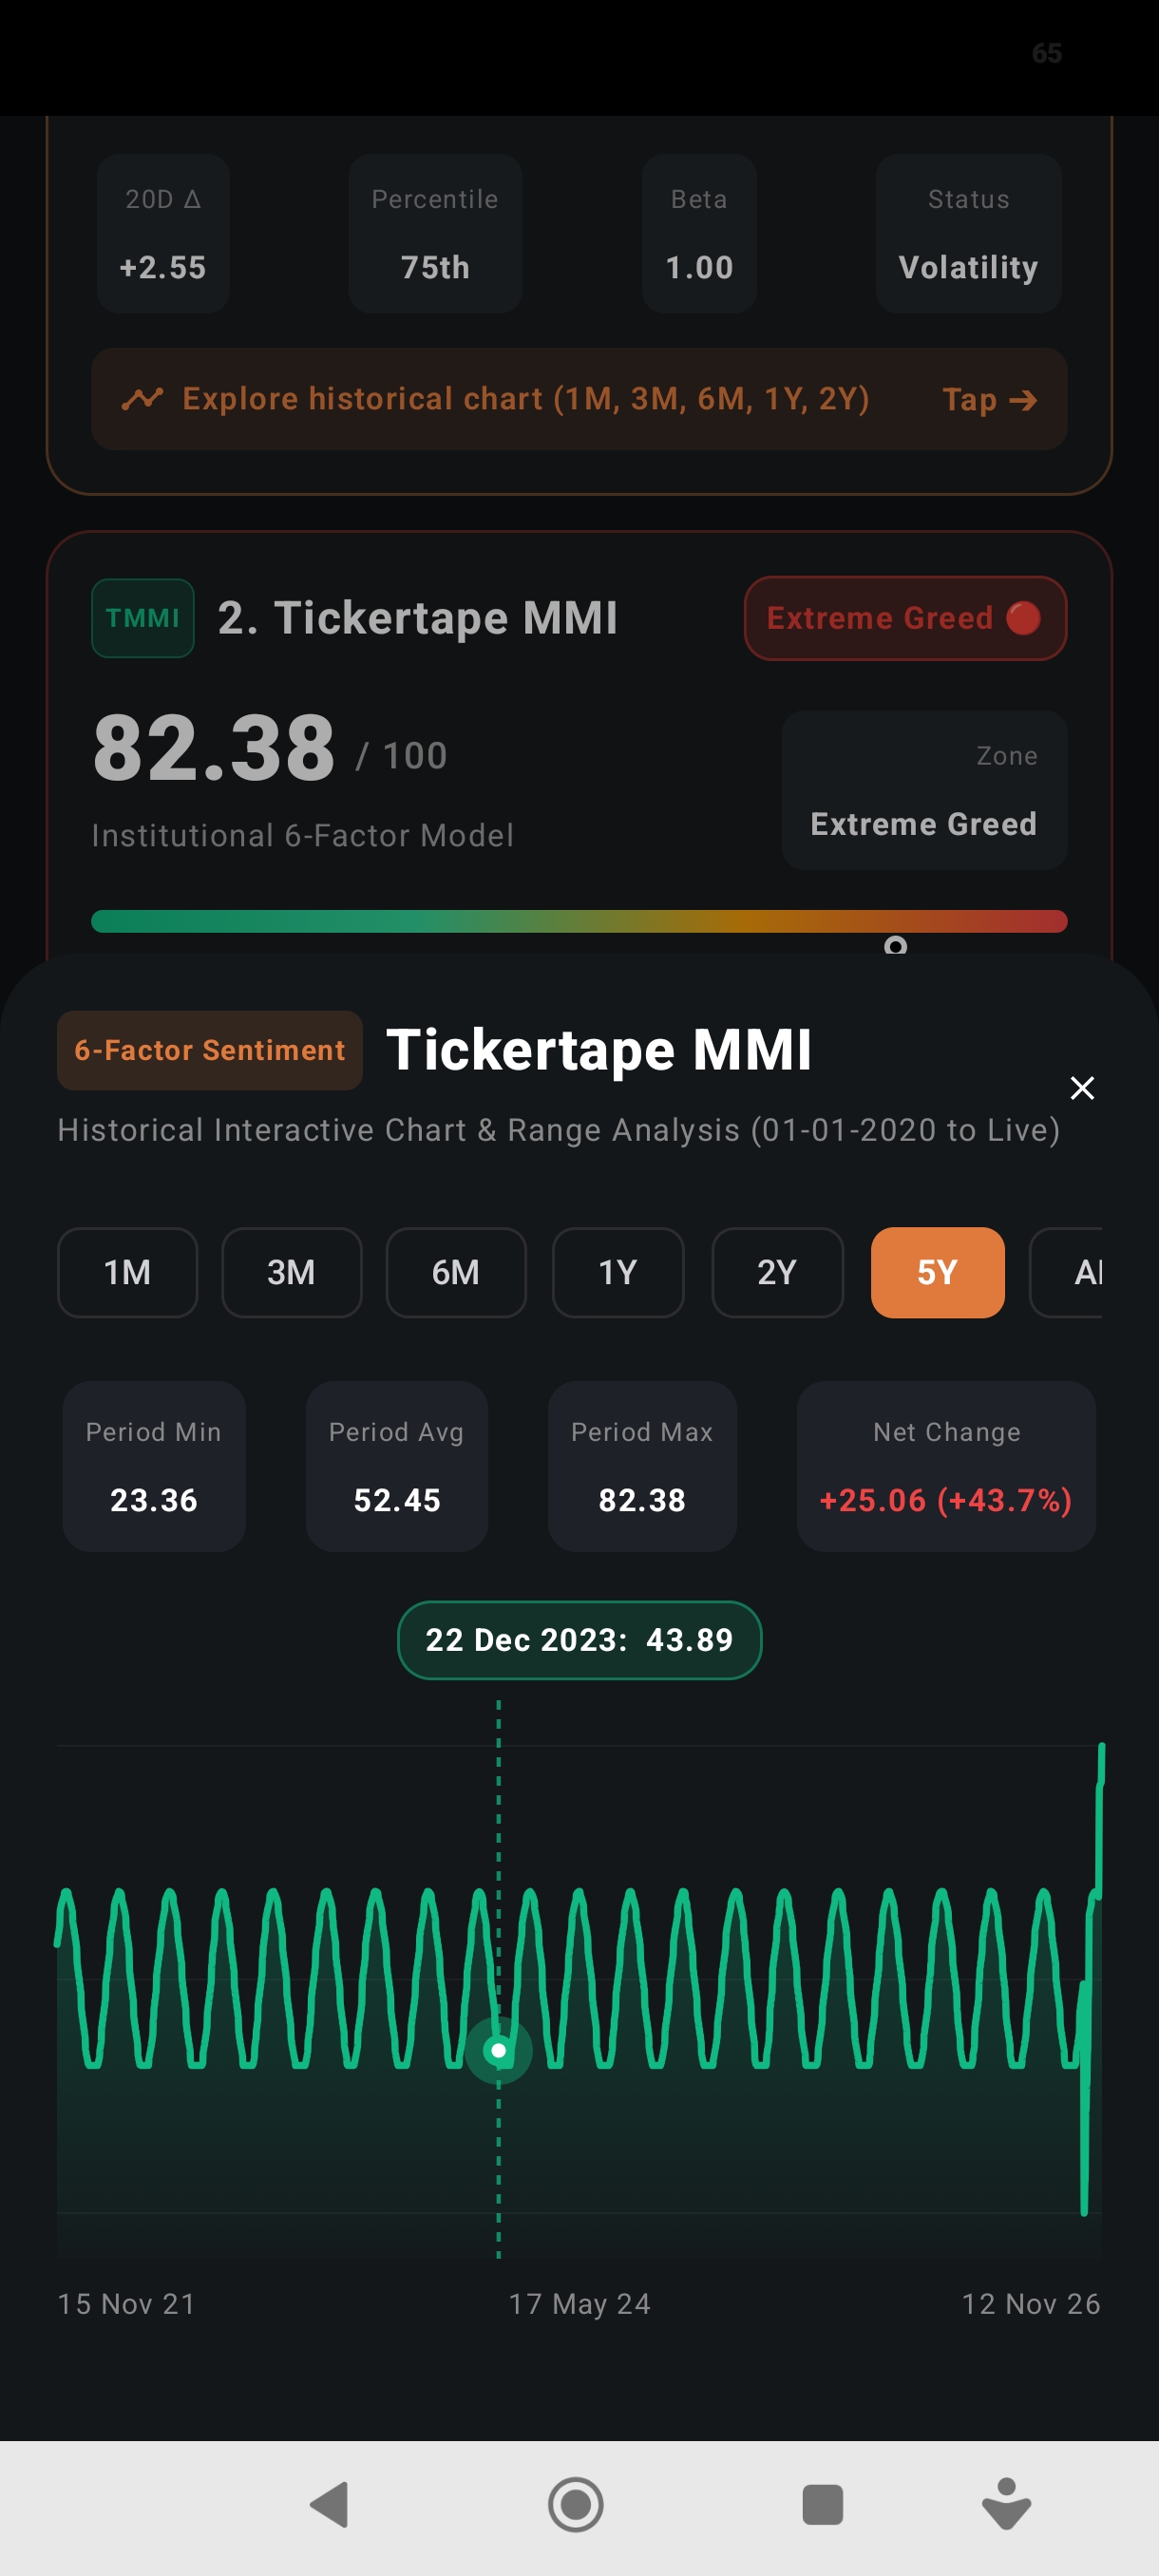 65
20D Δ
+2.55
Percentile
75th
Beta
1.00
Status
Volatility
Explore historical chart (1M, 3M, 6M, 1Y, 2Y) Tap ➔
TMMI
2. Tickertape MMI
Extreme Greed
82.38 / 100
Institutional 6-Factor Model
Zone
Extreme Greed
6-Factor Sentiment
Tickertape MMI
Historical Interactive Chart & Range Analysis (01-01-2020 to Live)
1M 3M 6M 1Y 2Y 5Y
Period Min
23.36
Period Avg
52.45
Period Max
82.38
Net Change
+25.06 (+43.7%)
22 Dec 2023: 43.89
15 Nov 21 17 May 24 12 Nov 26